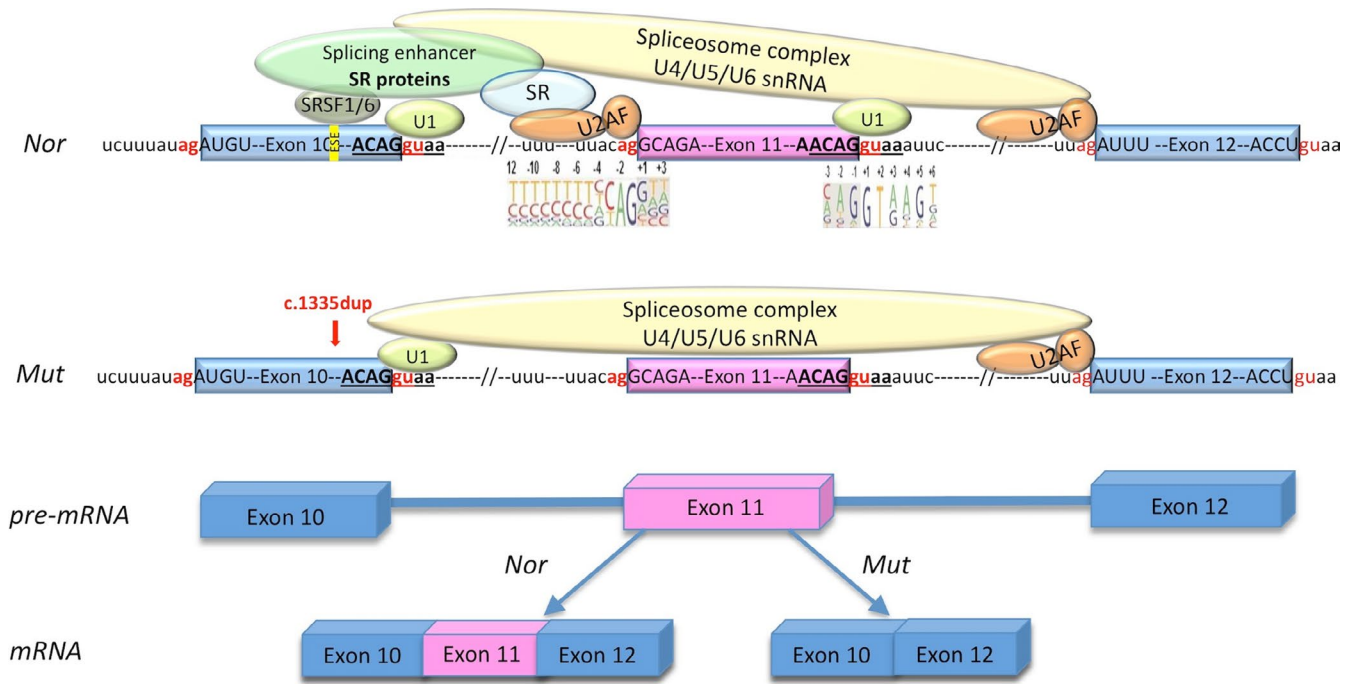 Splicing enhancer
SR proteins
Spliceosome complex
U4/U5/U6 snRNA
SRSF1/6
U1
SR
U2AF
U1
U2AF
Nor
ucuuuauagAUGU--Exon 10--ACAGguaa------//--uuu---uuacagGCAGA--Exon 11--AACAGguaaauuc------//------uuagAUUU --Exon 12--ACCUguaa
ESE
12 -10 -8 -6 -4 -2 +1 +3
-3 -2 -1 +1 +2 +3 +4 +5 +6
c.1335dup
Spliceosome complex
U4/U5/U6 snRNA
U1
U2AF
Mut
ucuuuauagAUGU--Exon 10--ACAGguaa------//--uuu---uuacagGCAGA--Exon 11--AACAGguaaauuc------//------uuagAUUU --Exon 12--ACCUguaa
pre-mRNA
Exon 10
Exon 11
Exon 12
Nor
Mut
mRNA
Exon 10
Exon 11
Exon 12
Exon 10
Exon 12